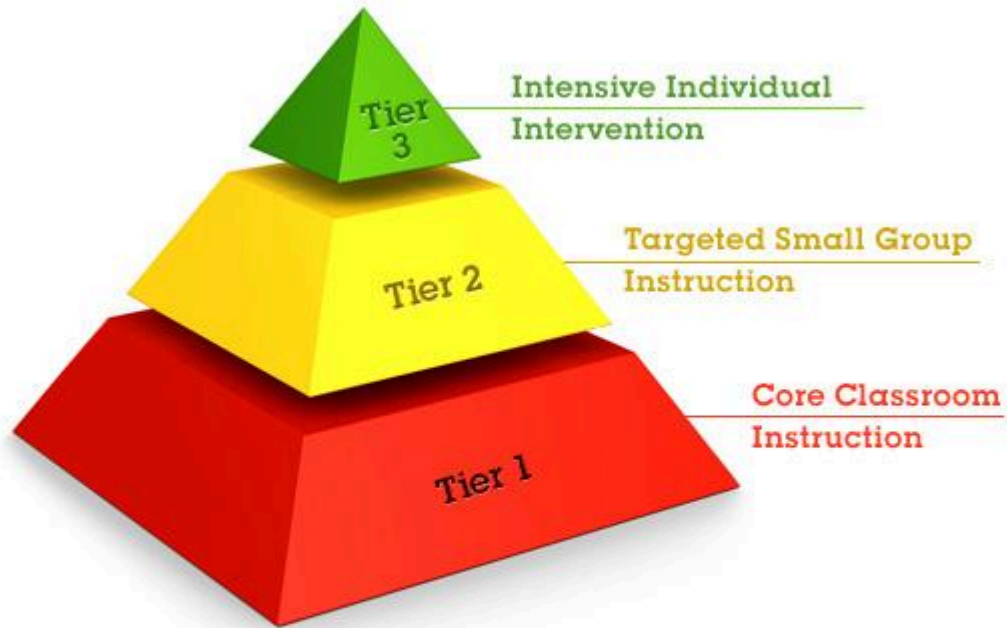 Tier
3
Intensive Individual
Intervention
Tier 2
Targeted Small Group
Instruction
Tier 1
Core Classroom
Instruction